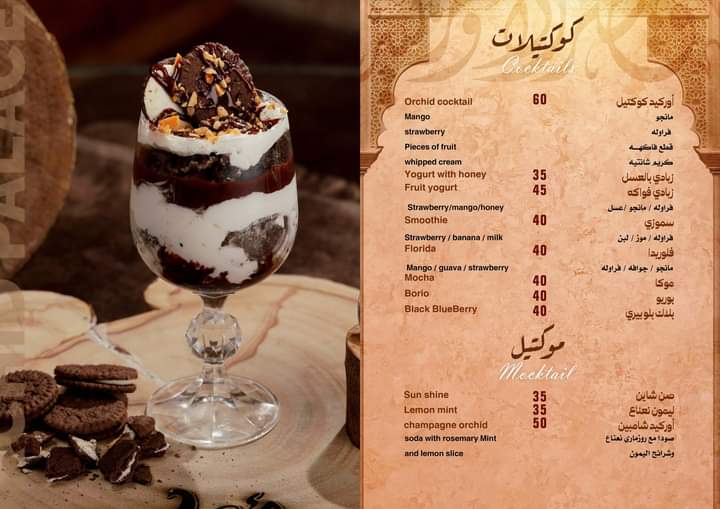 PALACE
كوكتيلات
Cocktails
Orchid cocktail 60 أوركيد كوكتيل
Mango مانجو
strawberry فراوله
Pieces of fruit قطع فاكهه
whipped cream كريم شانتيه
Yogurt with honey 35 زبادي بالعسل
Fruit yogurt 45 زبادي فواكه
Strawberry/mango/honey فراوله / مانجو /عسل
Smoothie 40 سموزي
Strawberry / banana / milk فراوله / موز / لبن
Florida 40 فلوريدا
Mango / guava / strawberry مانجو / جوافه / فراوله
Mocha 40 موكا
Borio 40 بوريو
Black BlueBerry 40 بلاك بلوبيري
موكتيل
Mocktail
Sun shine 35 صن شاين
Lemon mint 35 ليمون نعناع
champagne orchid 50 أوركيد شامبين
soda with rosemary Mint صودا مع روزماري نعناع
and lemon slice وشرائح اليمون